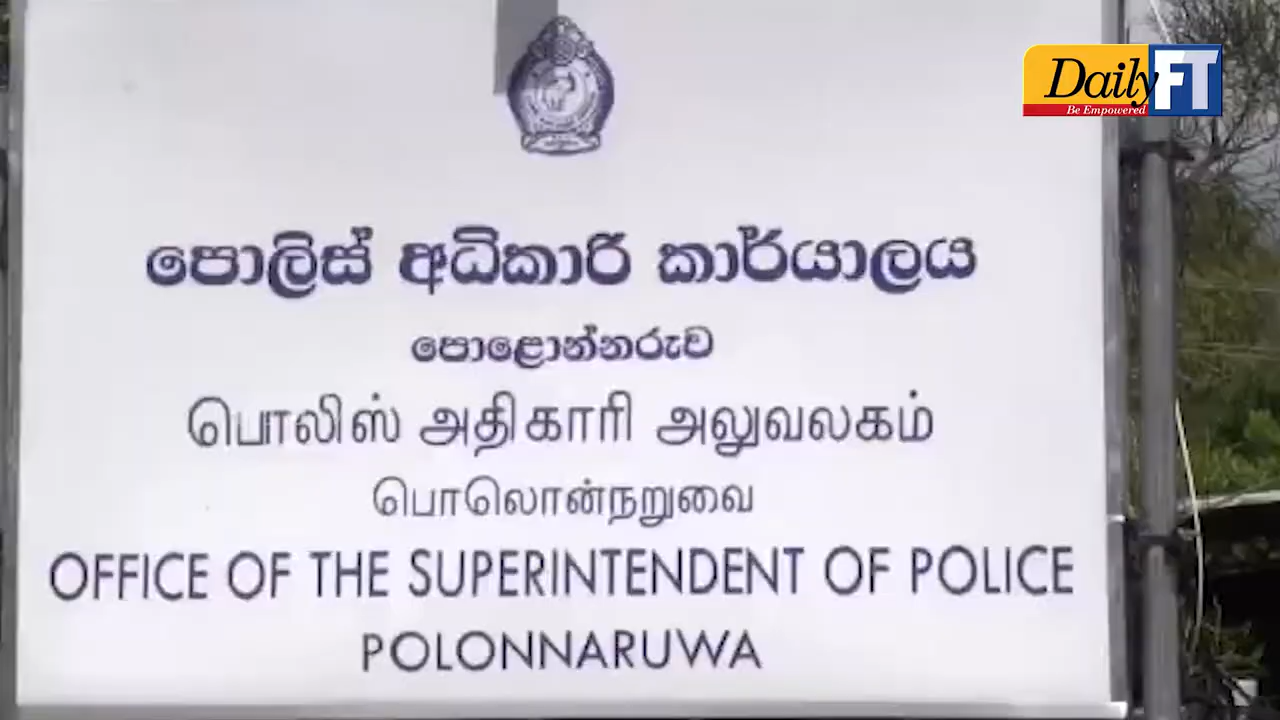 Daily FT
Be Empowered
පොලිස් අධිකාරී කාර්යාලය
පොළොන්නරුව
பொலிஸ் அதிகாரி அலுவலகம்
பொலொன்நறுவை
OFFICE OF THE SUPERINTENDENT OF POLICE
POLONNARUWA